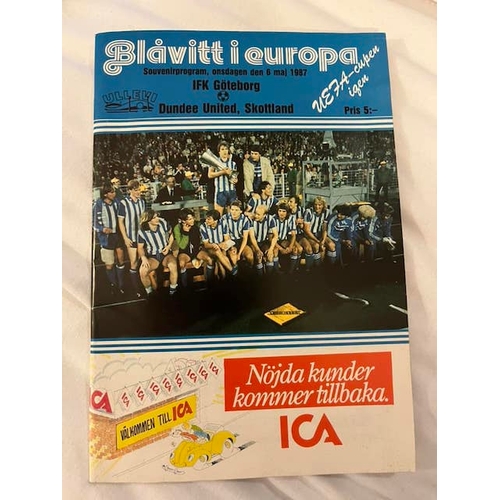 Blåvitt i europa
Souvenirprogram, onsdagen den 6 maj 1987
IFK Göteborg
Dundee United, Skottland
ULLEVI
UEFA-cupen
igen
Pris 5:–
Nöjda kunder
kommer tillbaka.
ICA
ICA
VÄLKOMMEN TILL ICA